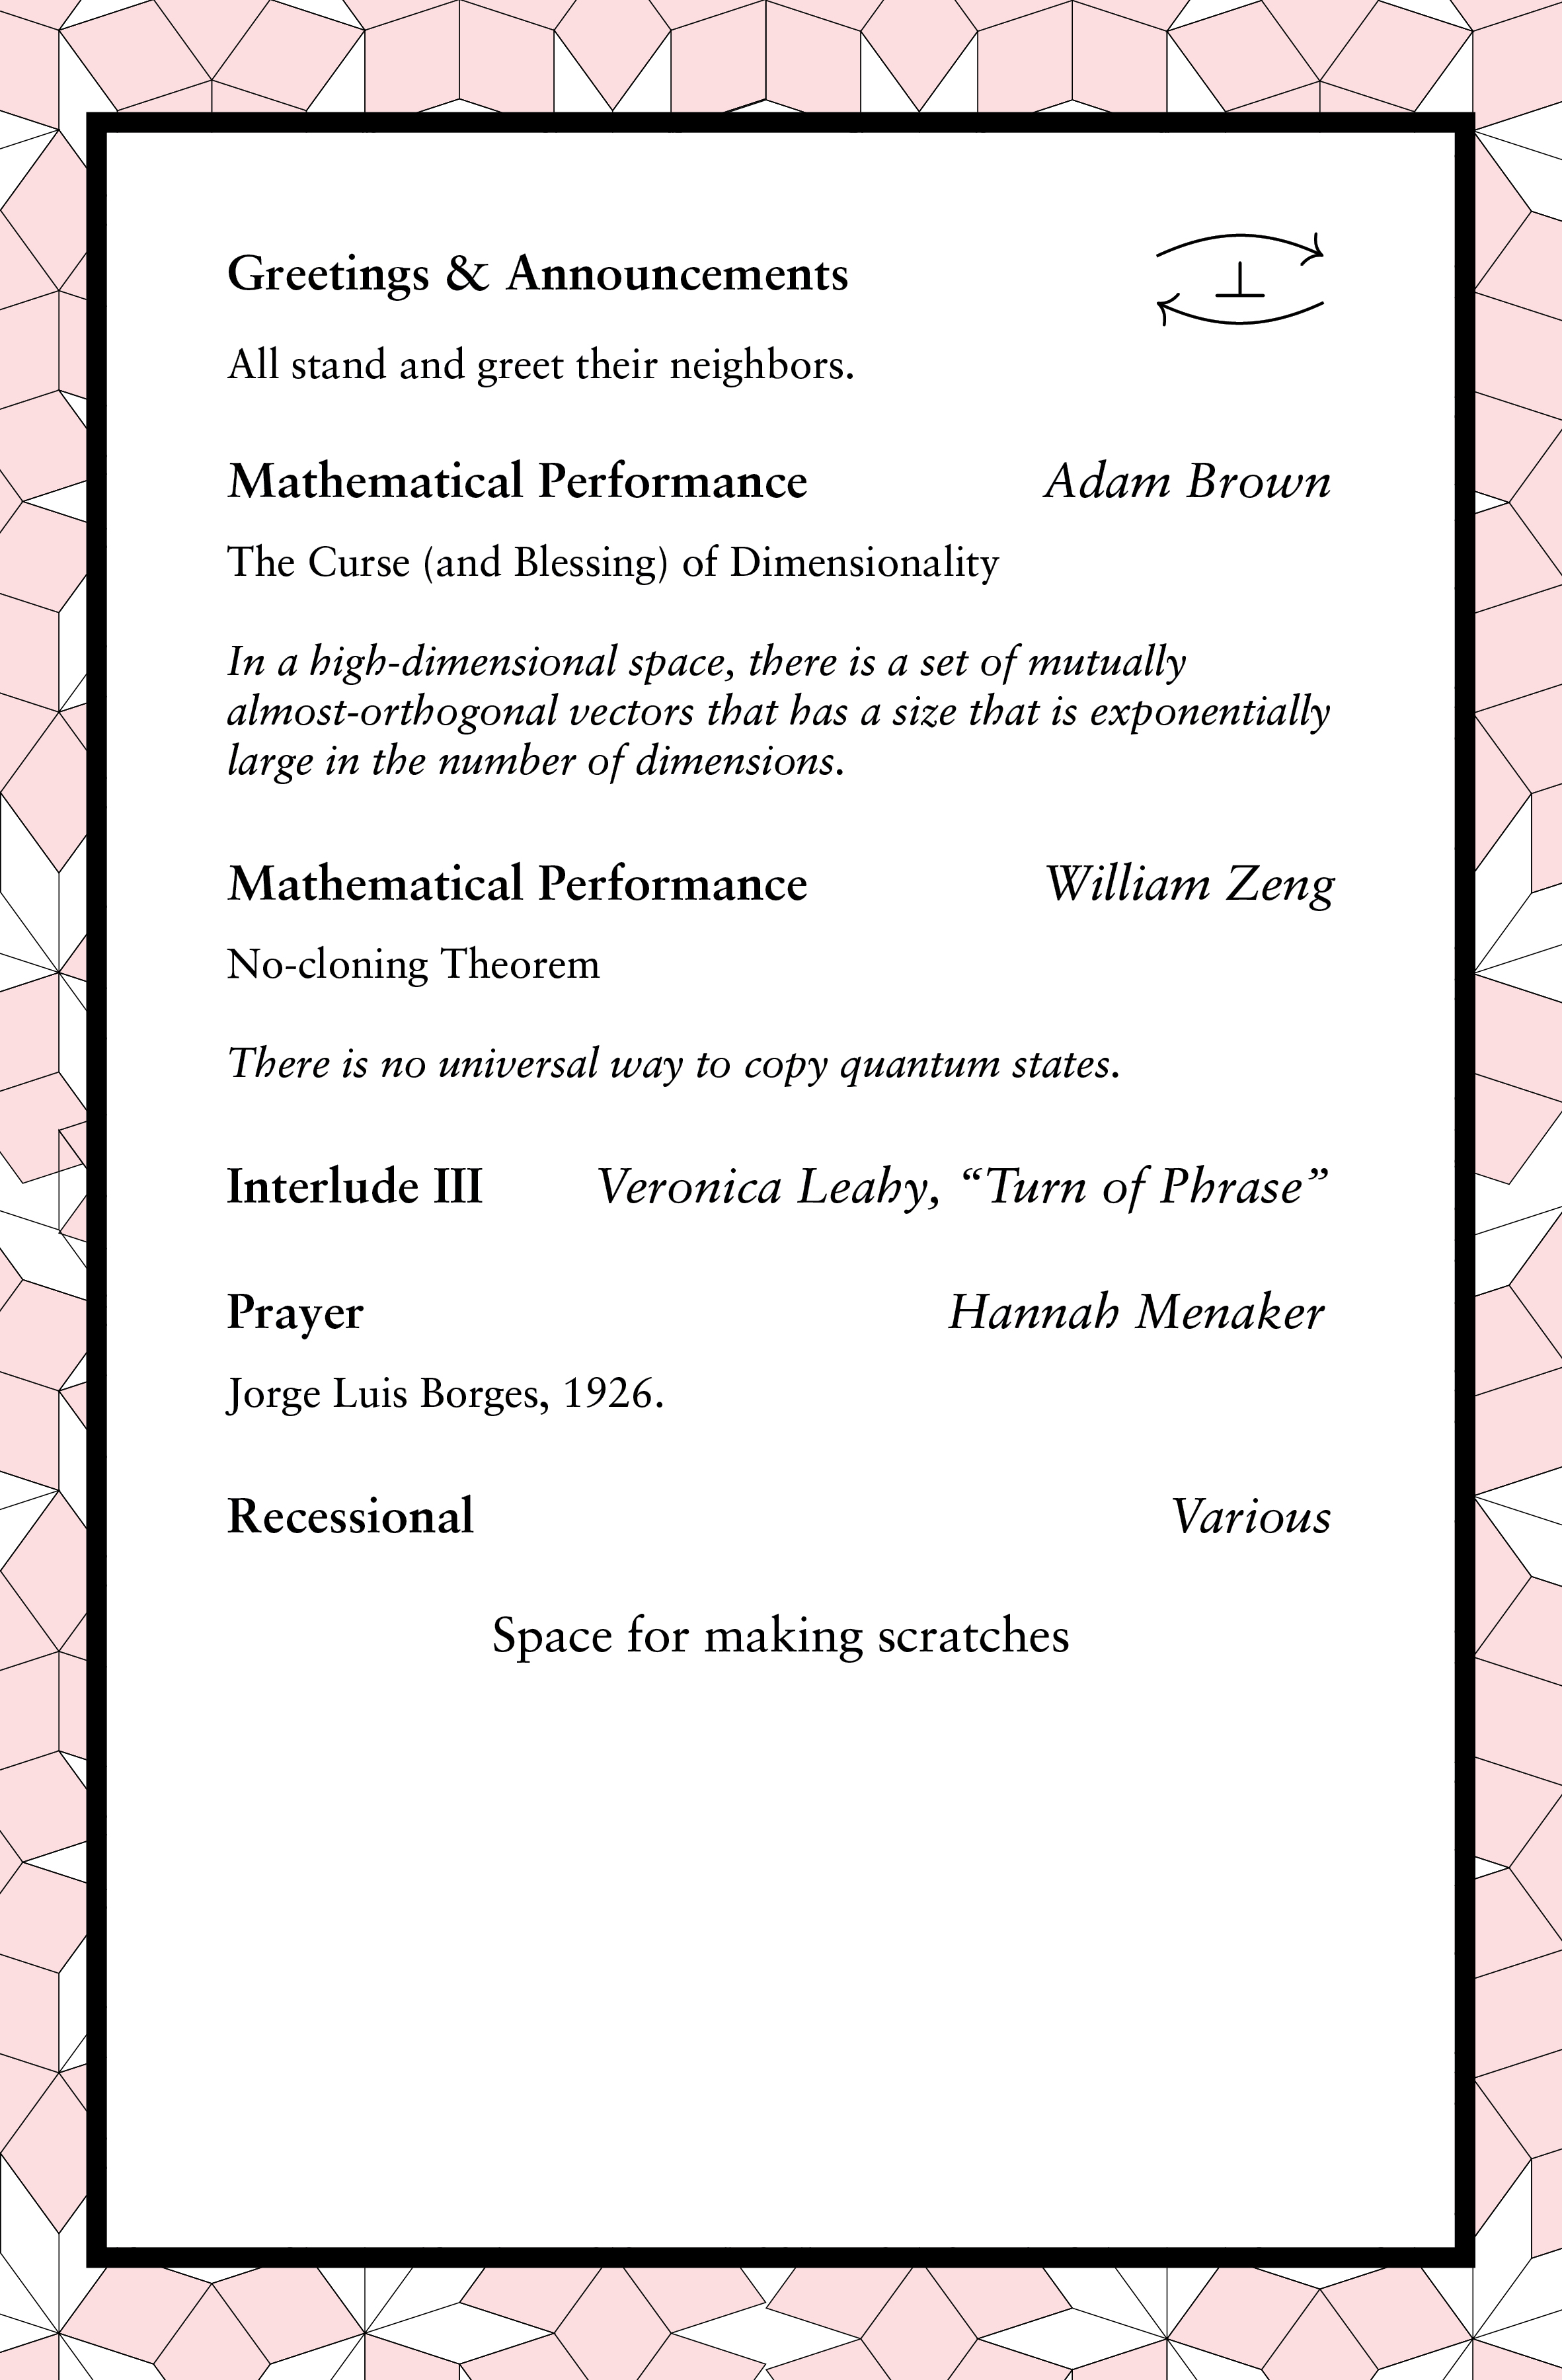 Greetings & Announcements
⊥
All stand and greet their neighbors.
Mathematical Performance Adam Brown
The Curse (and Blessing) of Dimensionality
In a high-dimensional space, there is a set of mutually
almost-orthogonal vectors that has a size that is exponentially
large in the number of dimensions.
Mathematical Performance William Zeng
No-cloning Theorem
There is no universal way to copy quantum states.
Interlude III Veronica Leahy, “Turn of Phrase”
Prayer Hannah Menaker
Jorge Luis Borges, 1926.
Recessional Various
Space for making scratches